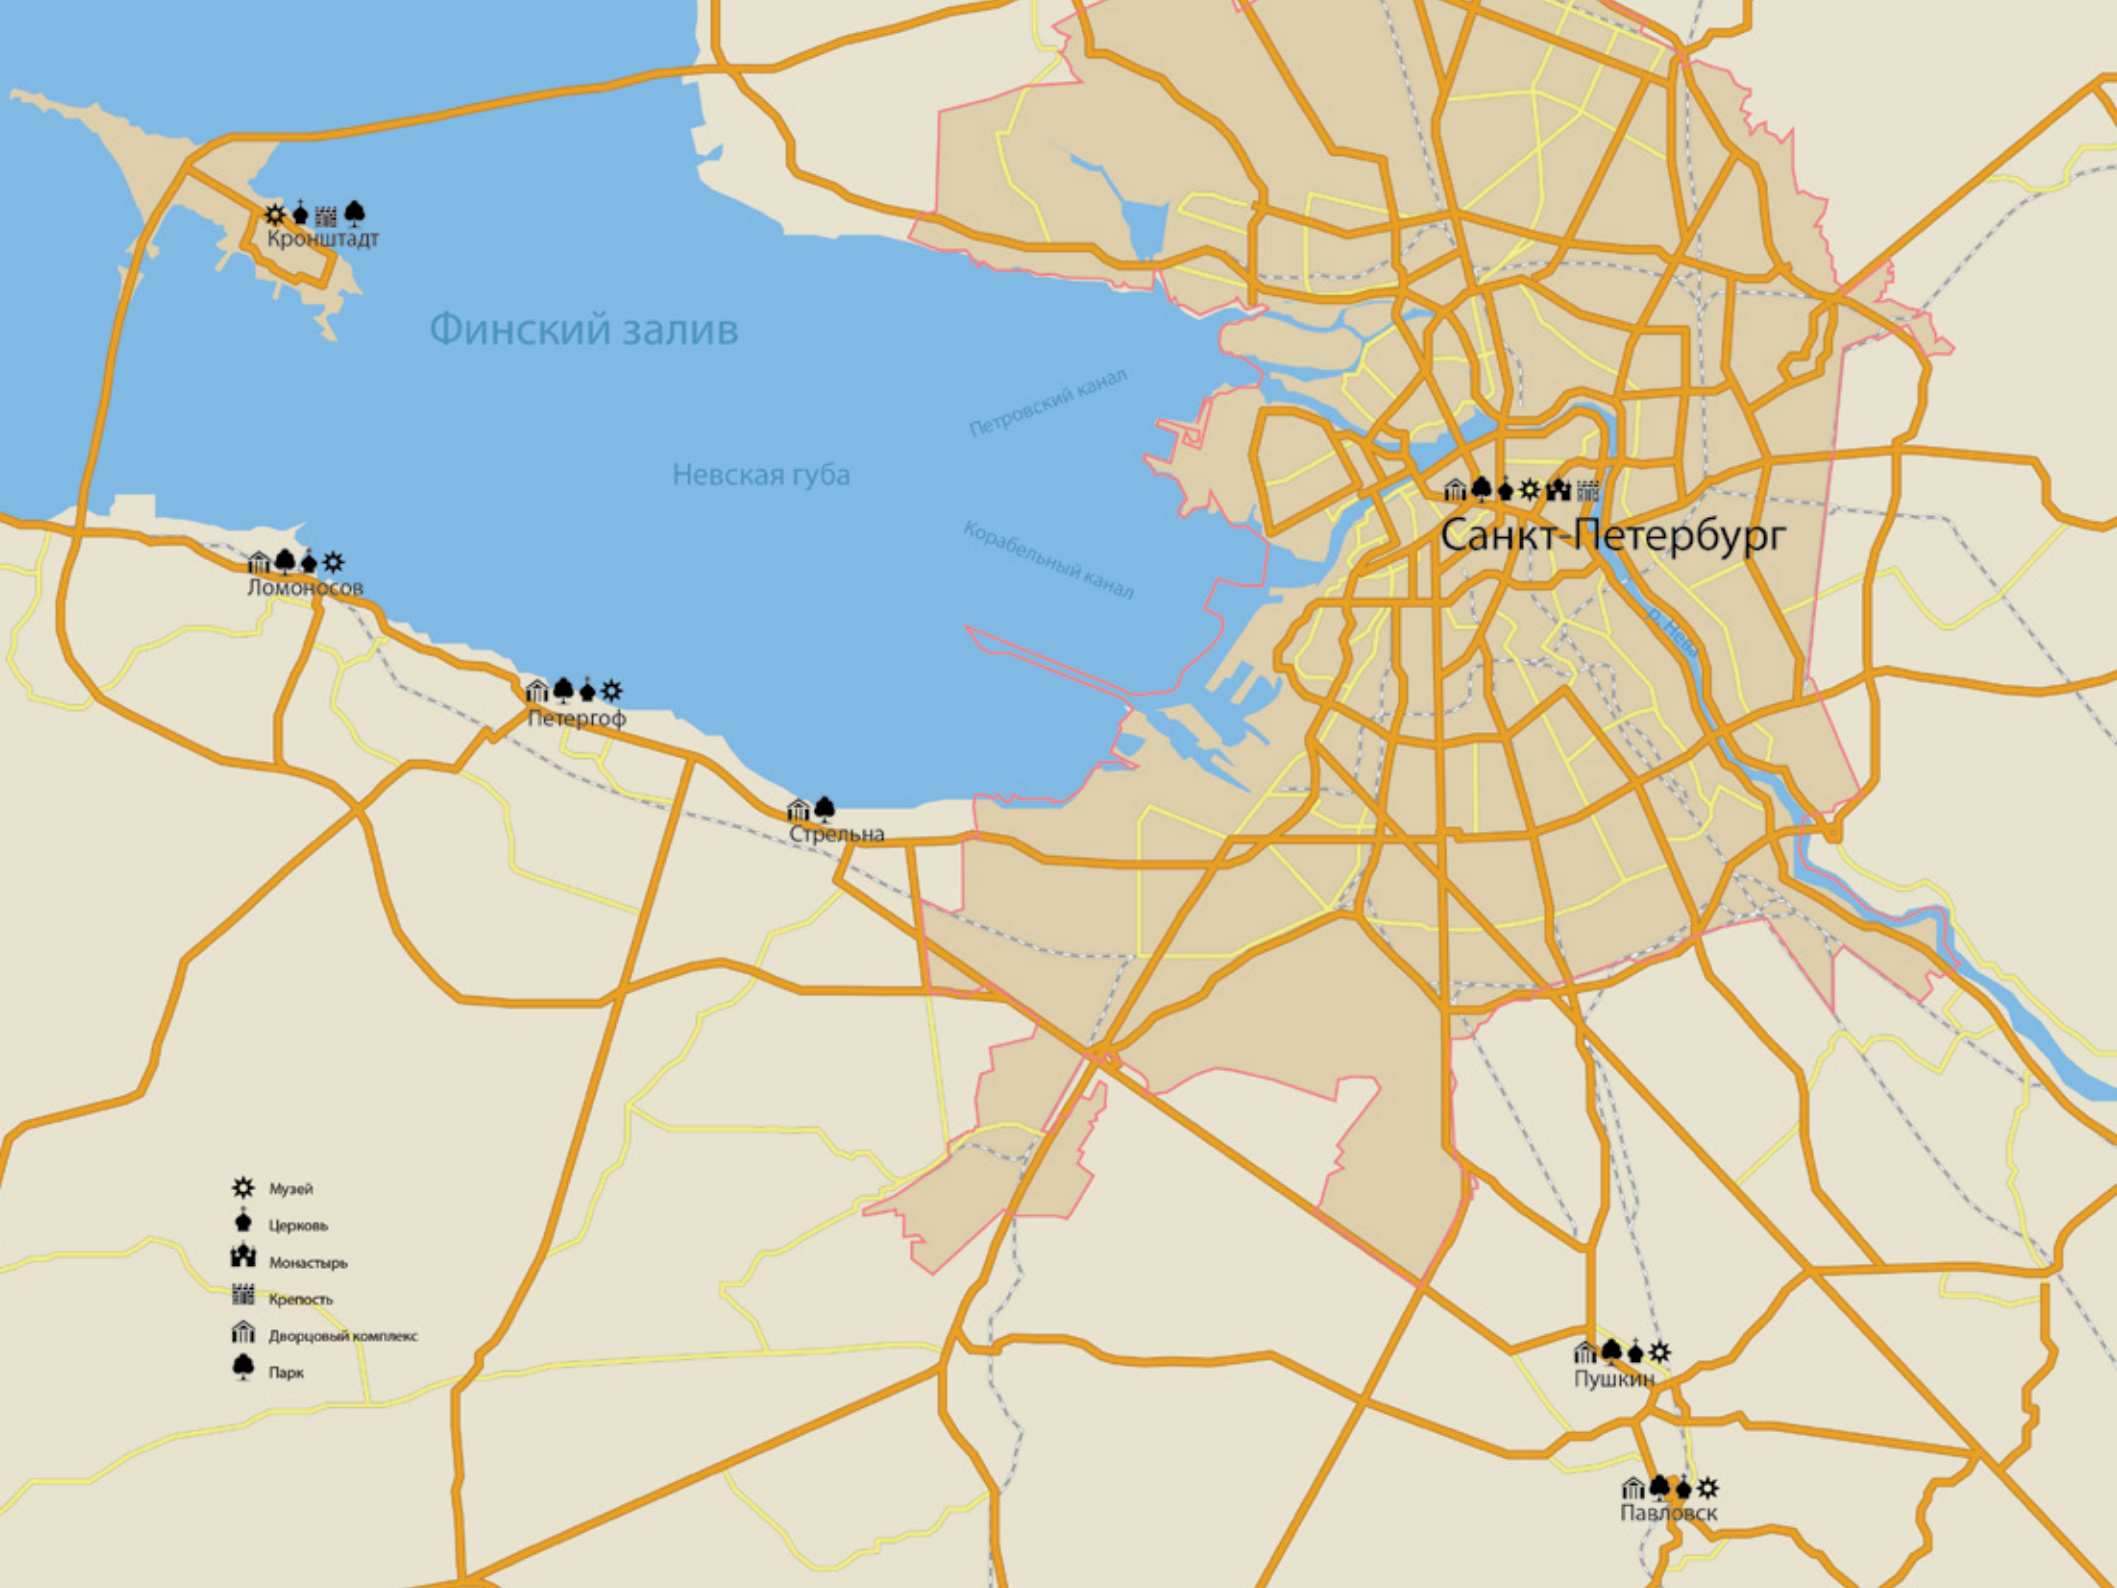 Кронштадт
Финский залив
Петровский канал
Невская губа
Корабельный канал
Санкт-Петербург
Ломоносов
р. Нева
Петергоф
Стрельна
Музей
Церковь
Монастырь
Крепость
Дворцовый комплекс
Парк
Пушкин
Павловск